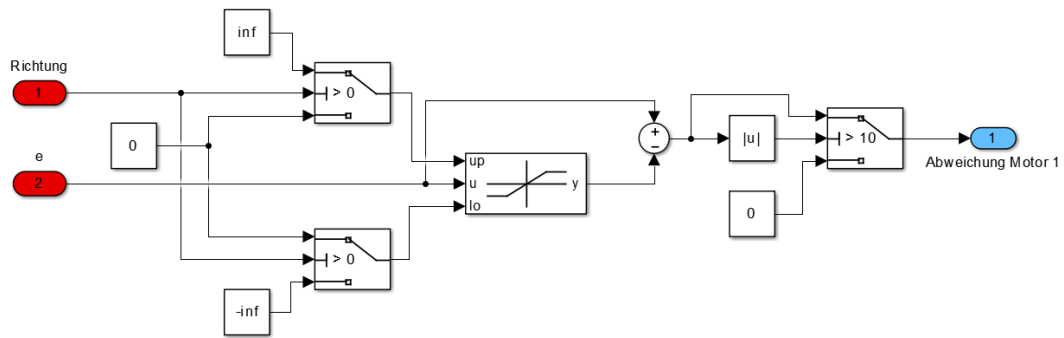 inf
Richtung
1
> 0
0
e
2
up
u
lo
y
> 0
-inf
+
−
|u|
> 10
0
1
Abweichung Motor 1